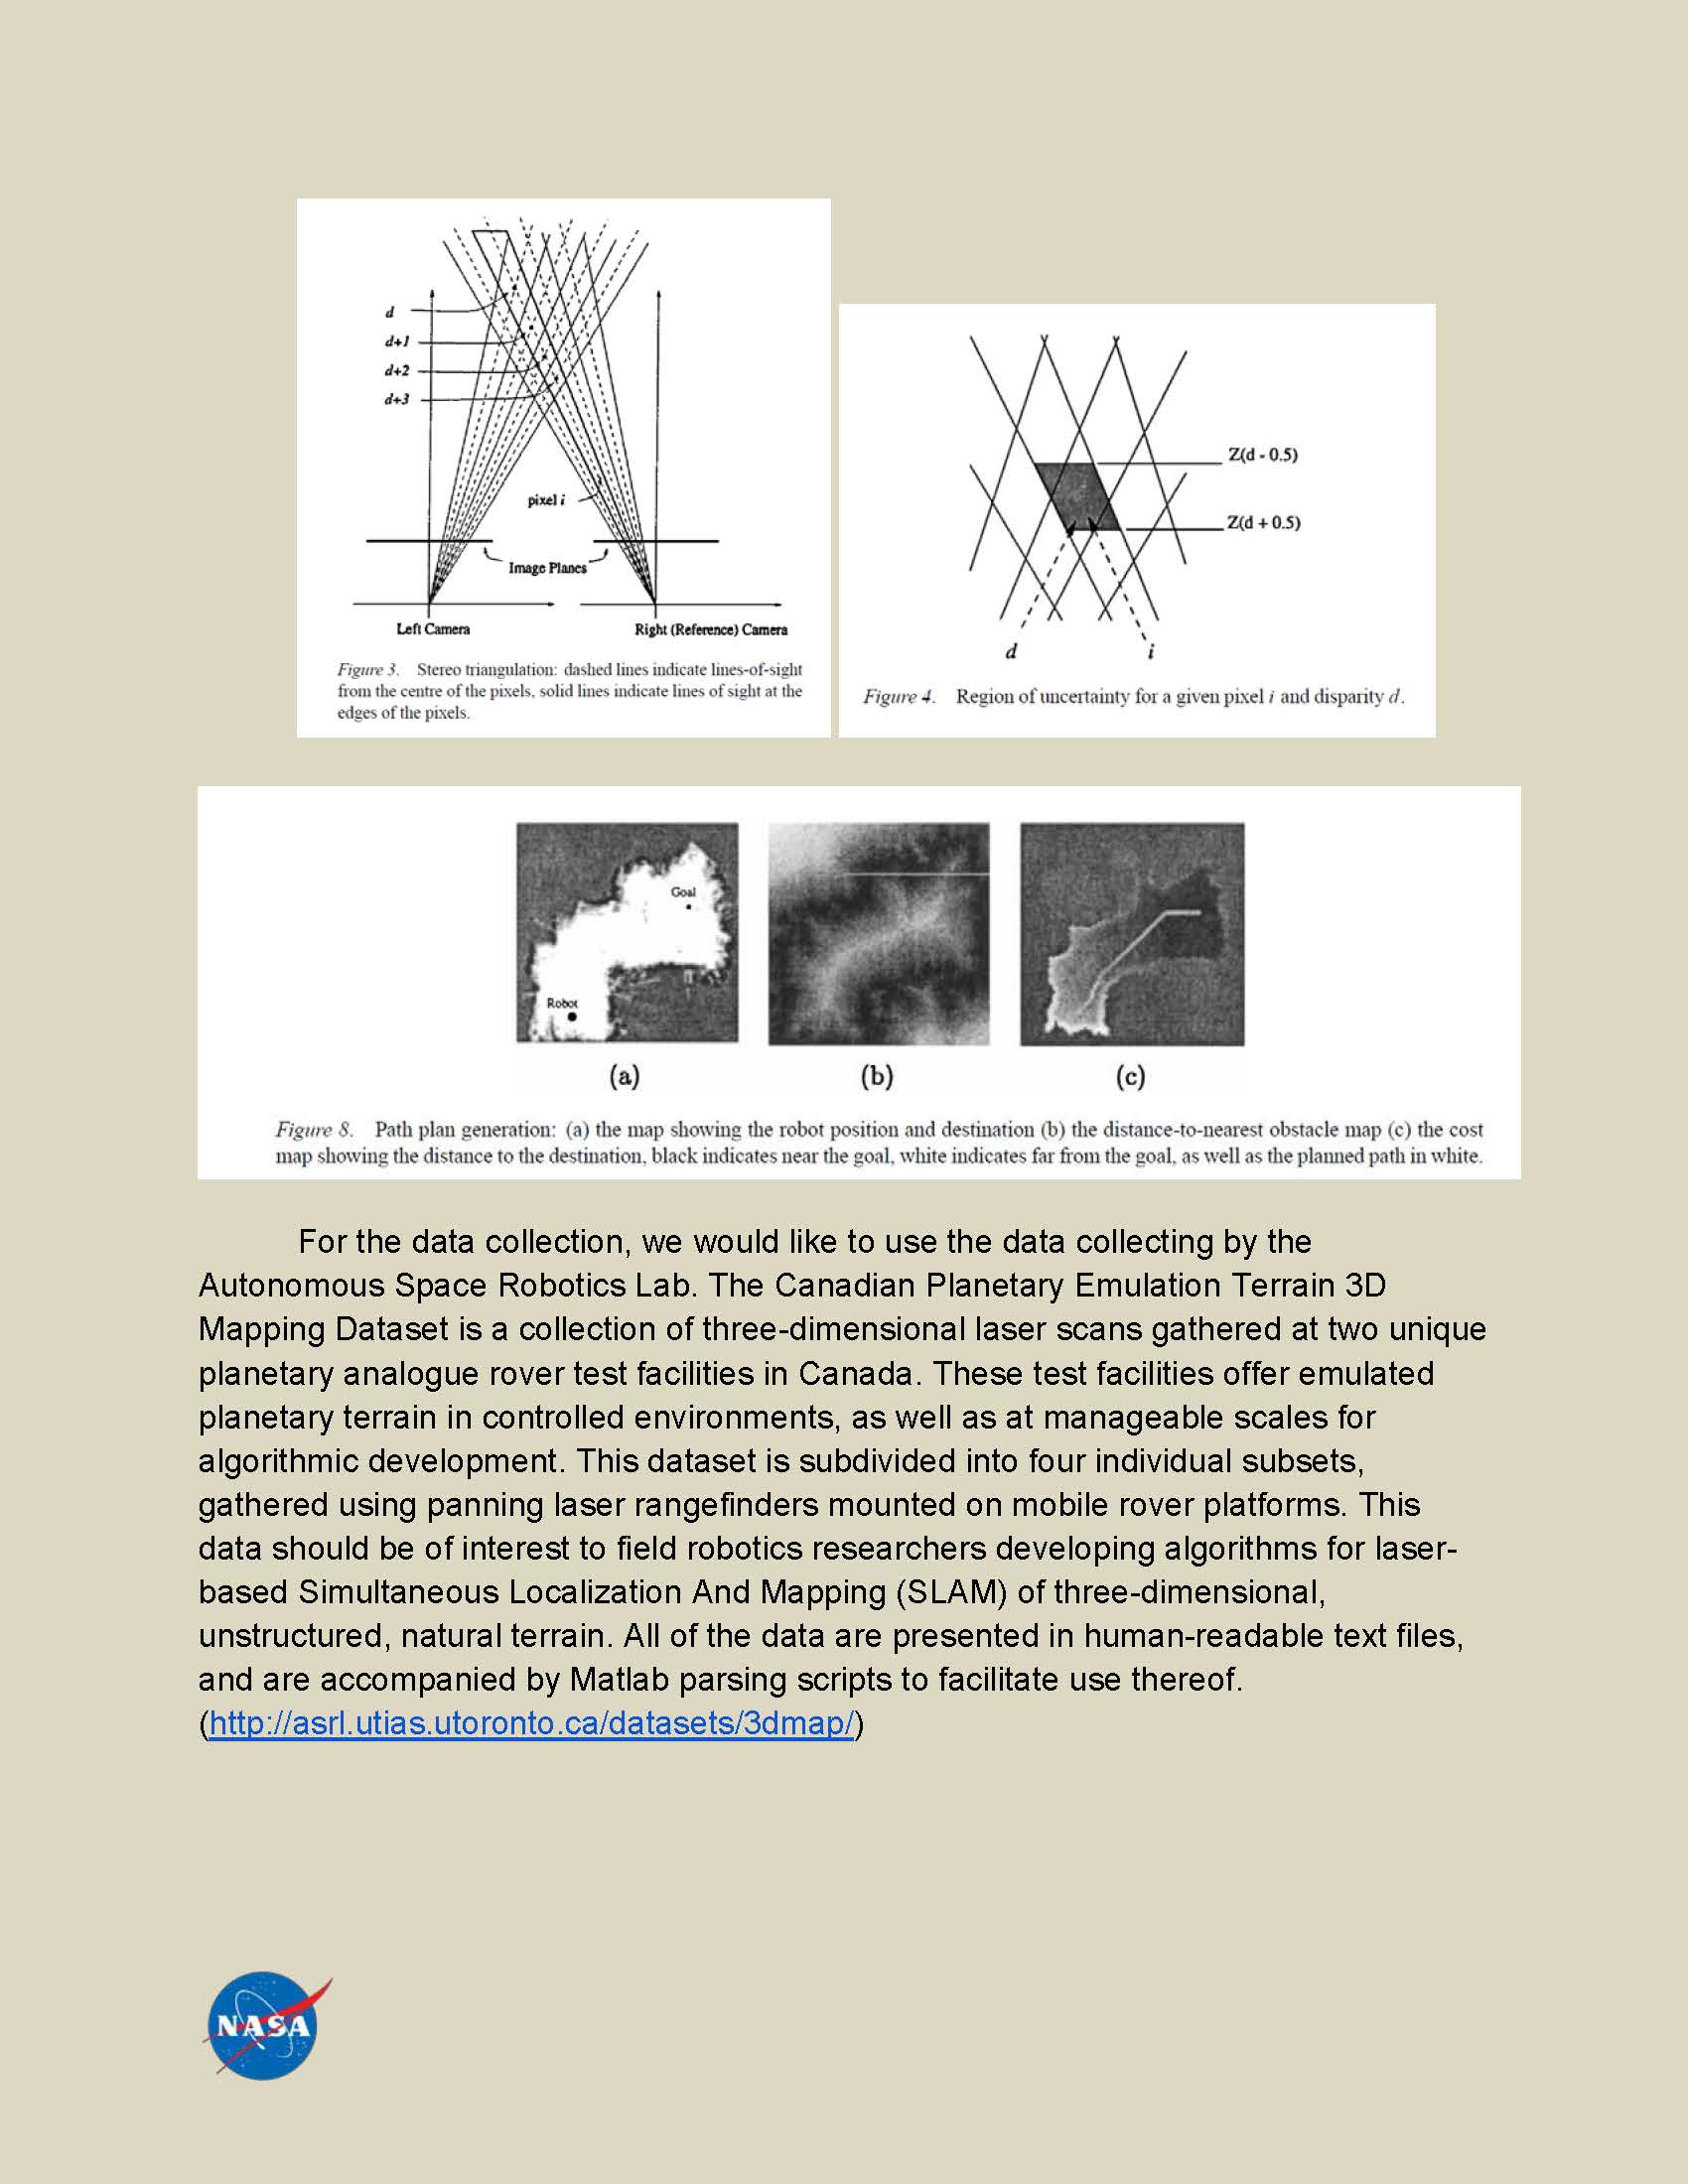 d
d+1
d+2
d+3
pixel i
Image Planes
Left Camera
Right (Reference) Camera
Figure 3. Stereo triangulation: dashed lines indicate lines-of-sight
from the centre of the pixels, solid lines indicate lines of sight at the
edges of the pixels.
Z(d - 0.5)
Z(d + 0.5)
d
i
Figure 4. Region of uncertainty for a given pixel i and disparity d.
Goal
Robot
(a)
(b)
(c)
Figure 8. Path plan generation: (a) the map showing the robot position and destination (b) the distance-to-nearest obstacle map (c) the cost
map showing the distance to the destination, black indicates near the goal, white indicates far from the goal, as well as the planned path in white.
For the data collection, we would like to use the data collecting by the
Autonomous Space Robotics Lab. The Canadian Planetary Emulation Terrain 3D
Mapping Dataset is a collection of three-dimensional laser scans gathered at two unique
planetary analogue rover test facilities in Canada. These test facilities offer emulated
planetary terrain in controlled environments, as well as at manageable scales for
algorithmic development. This dataset is subdivided into four individual subsets,
gathered using panning laser rangefinders mounted on mobile rover platforms. This
data should be of interest to field robotics researchers developing algorithms for laser-
based Simultaneous Localization And Mapping (SLAM) of three-dimensional,
unstructured, natural terrain. All of the data are presented in human-readable text files,
and are accompanied by Matlab parsing scripts to facilitate use thereof.
(http://asrl.utias.utoronto.ca/datasets/3dmap/)
NASA